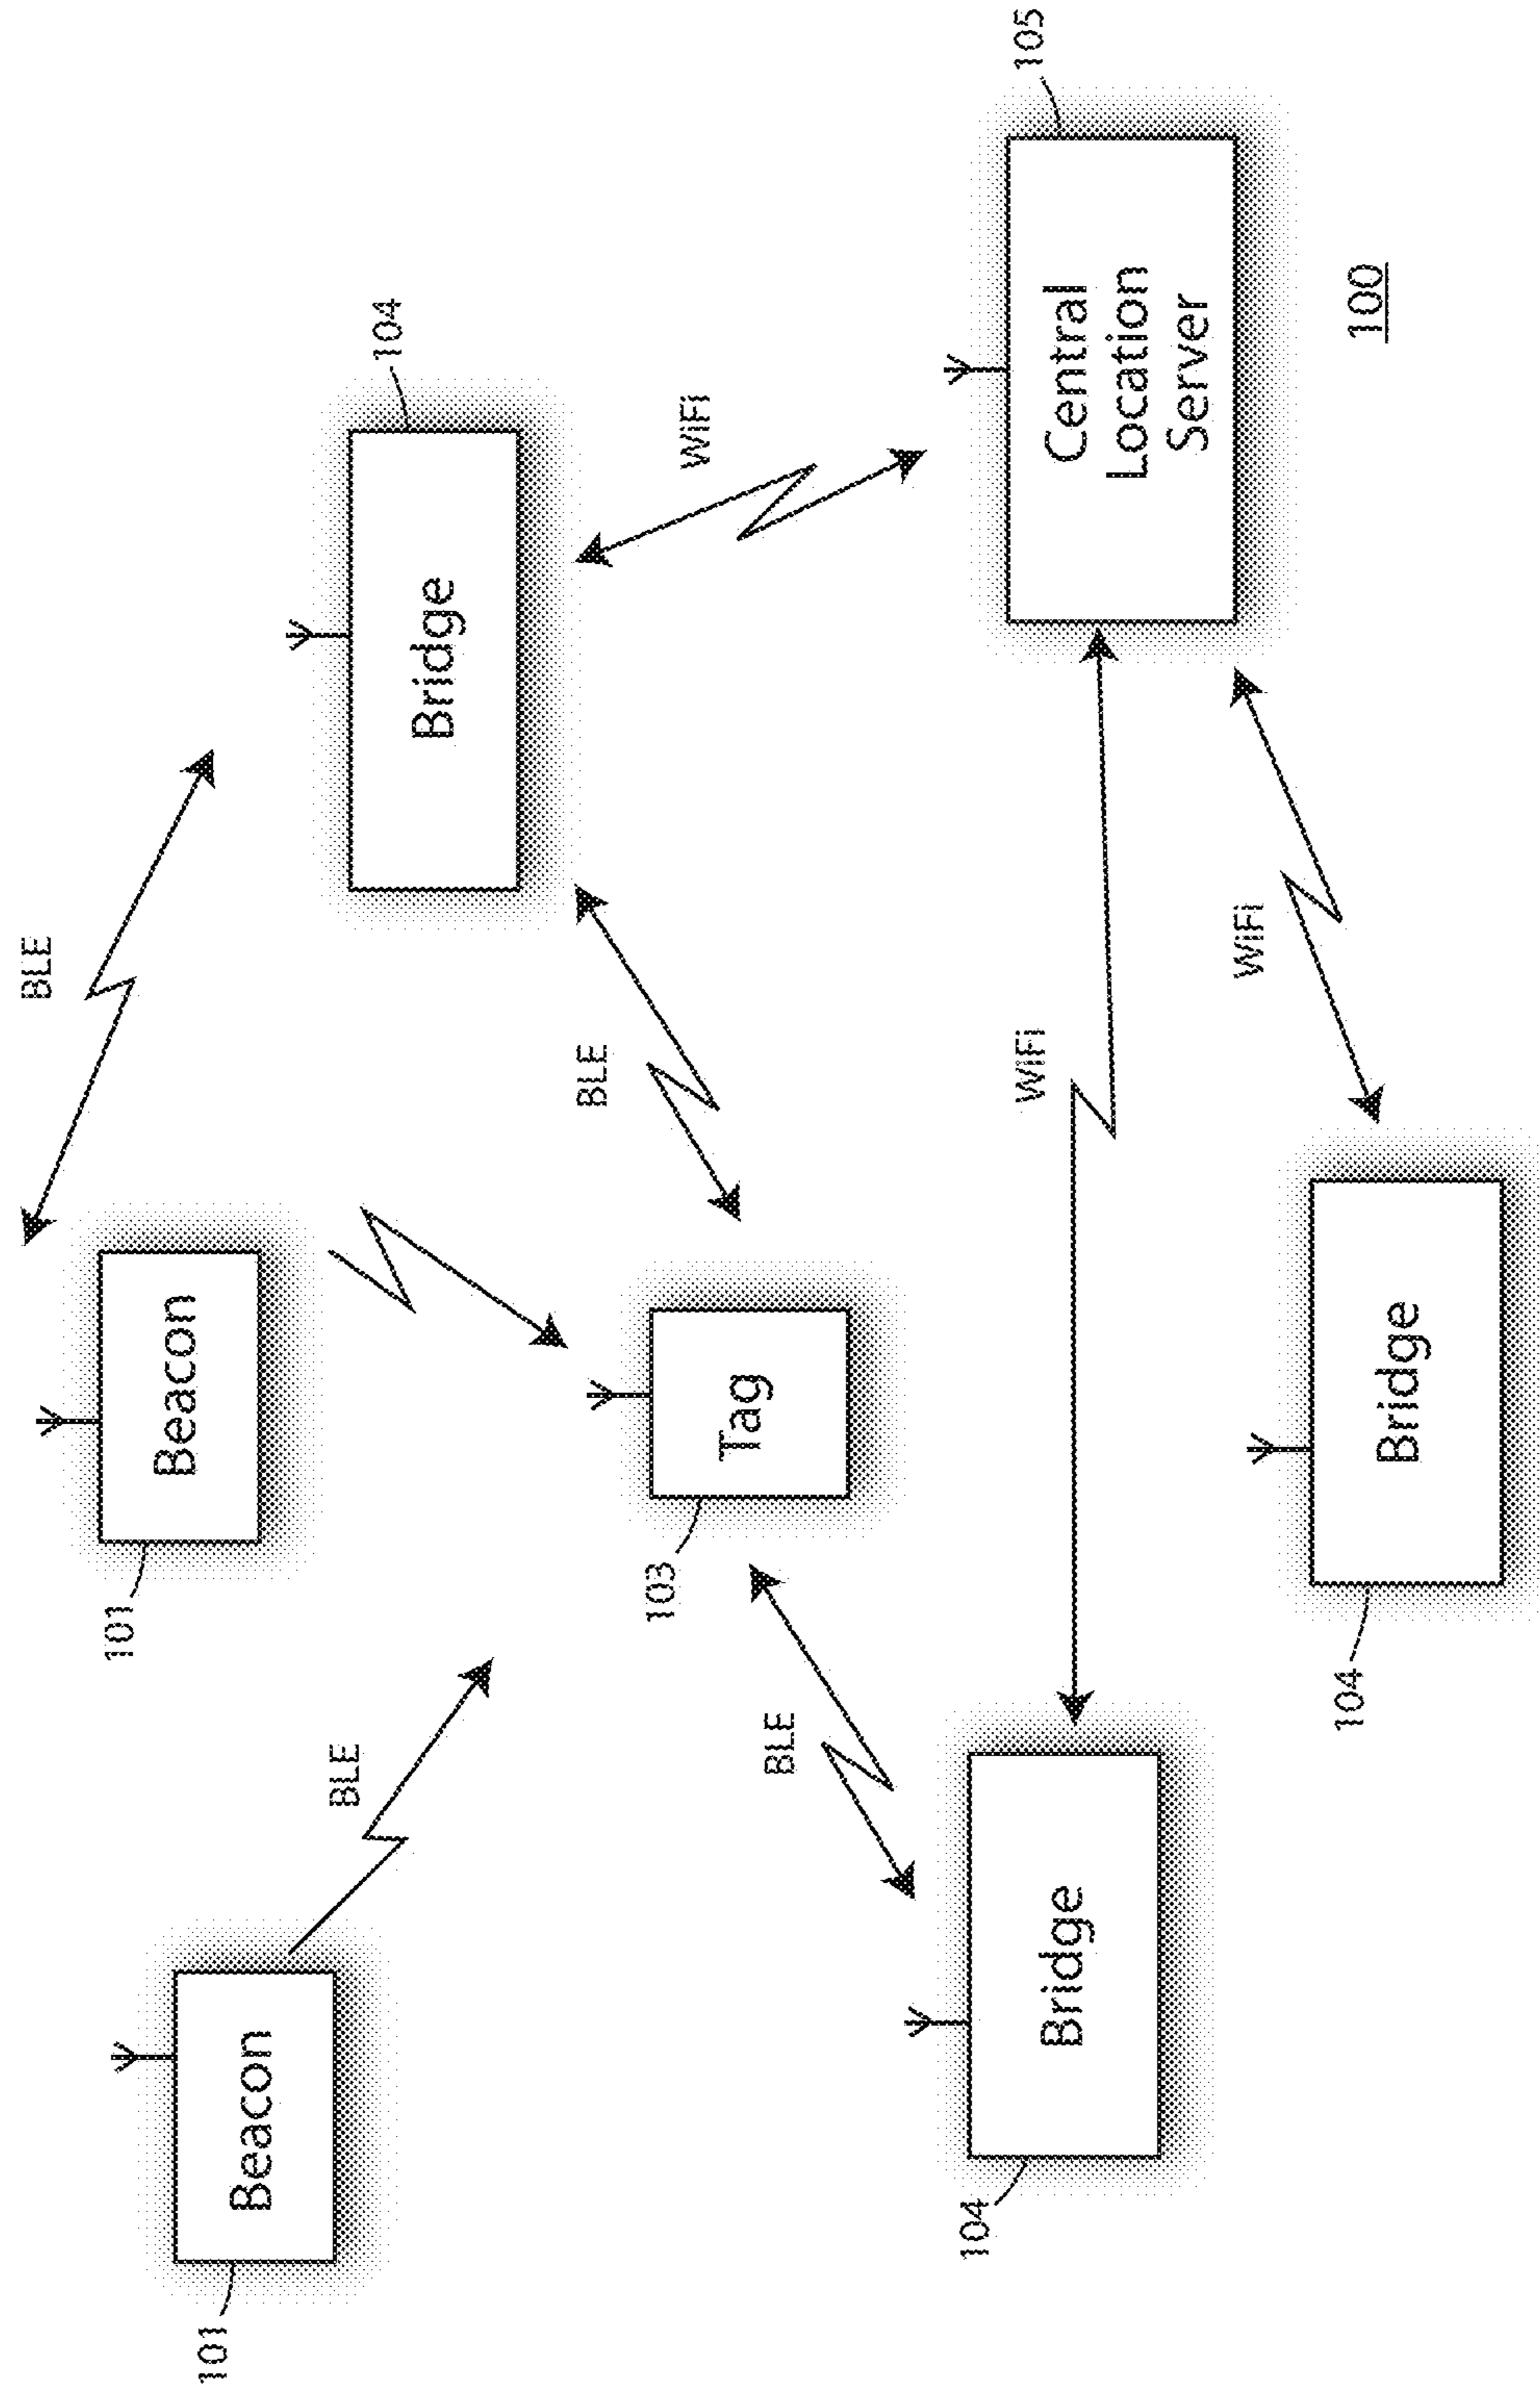 BLE
101
Beacon
101
Beacon
BLE
104
Bridge
BLE
103
Tag
WiFi
BLE
104
Bridge
WiFi
105
Central
Location
Server
WiFi
104
Bridge
100